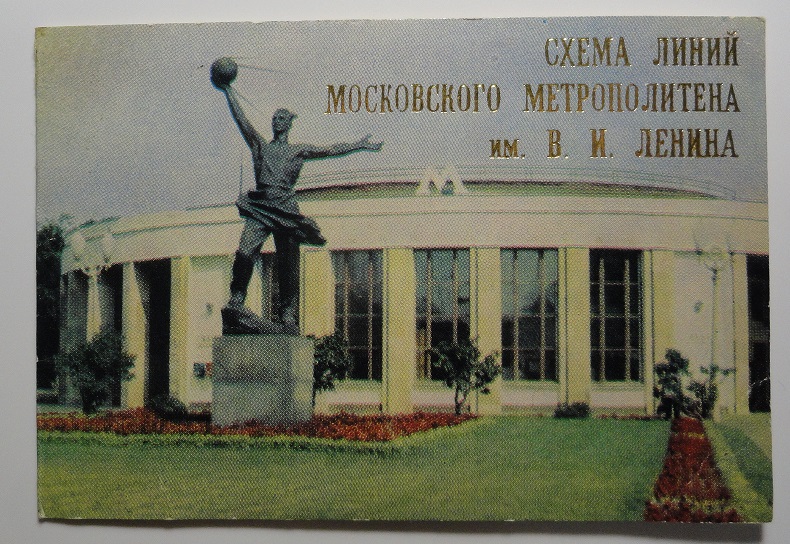 СХЕМА ЛИНИЙ
МОСКОВСКОГО МЕТРОПОЛИТЕНА
им. В. И. ЛЕНИНА
М